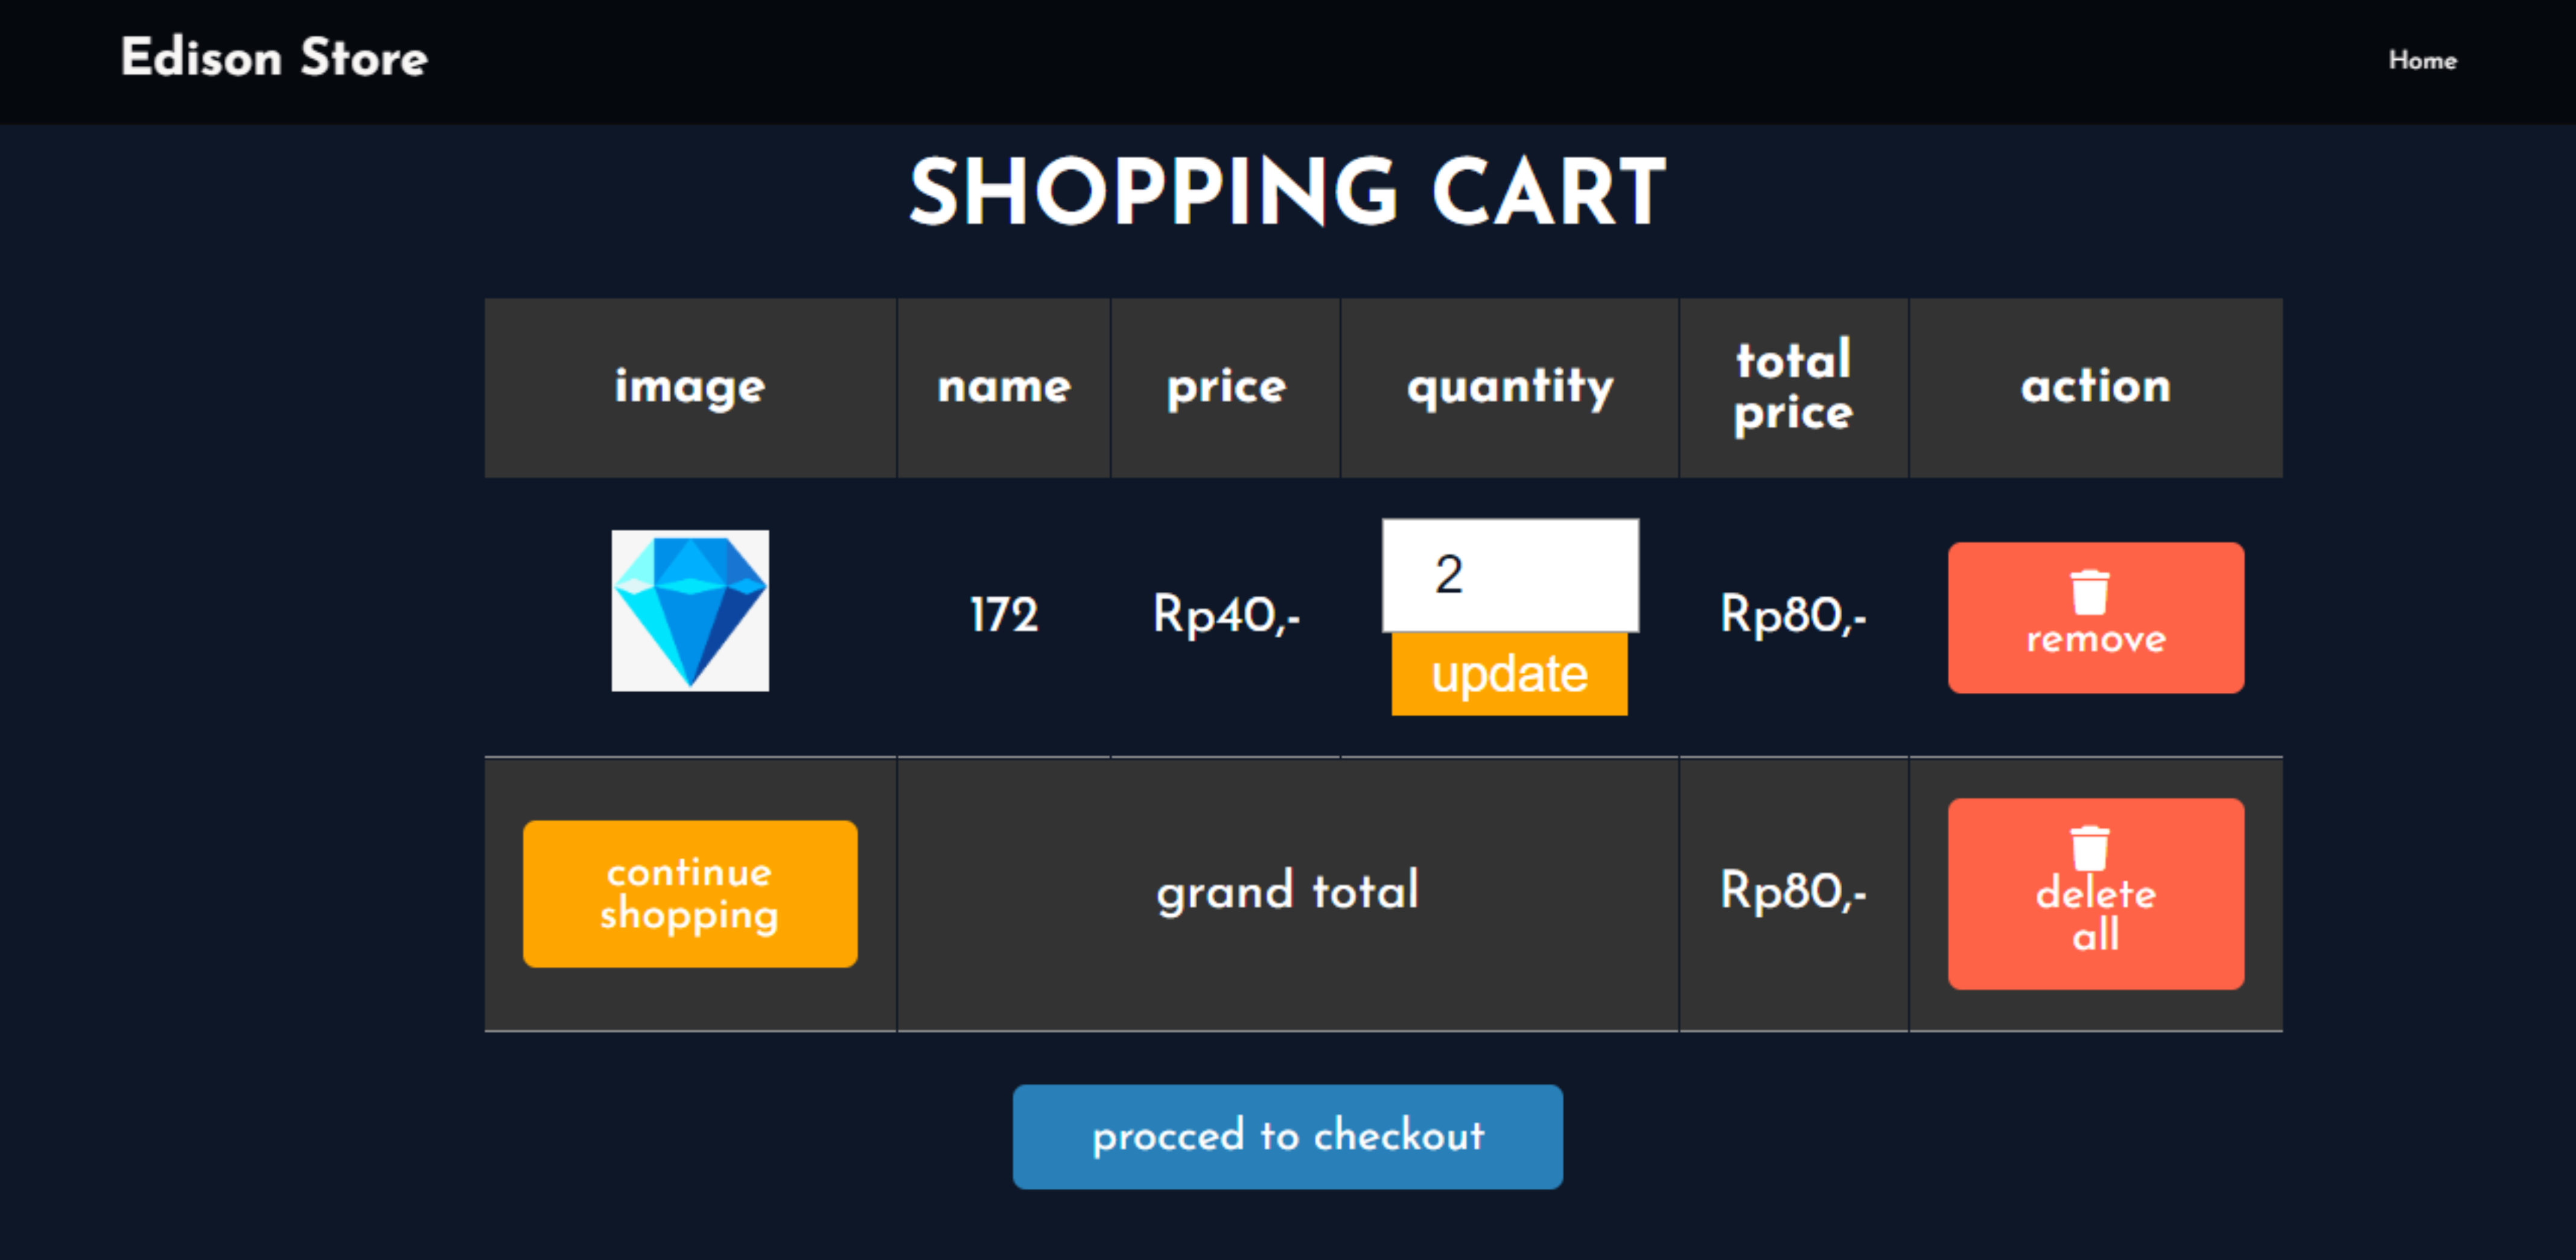 Edison Store
Home
SHOPPING CART
image
name
price
quantity
total
price
action
172
Rp40,-
2
update
Rp80,-
remove
continue
shopping
grand total
Rp80,-
delete
all
procced to checkout